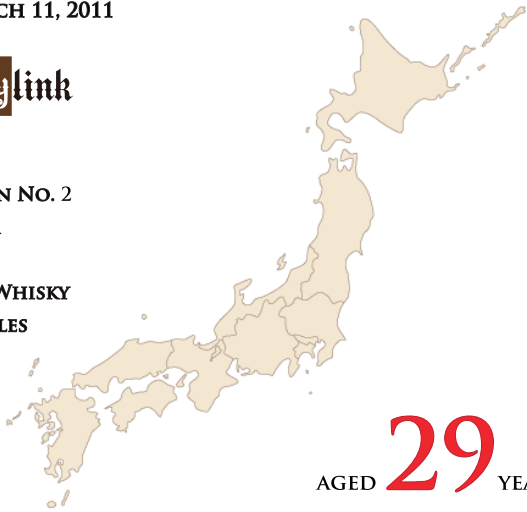 CH 11, 2011
ylink
N NO. 2
WHISKY
LES
AGED 29 YEA